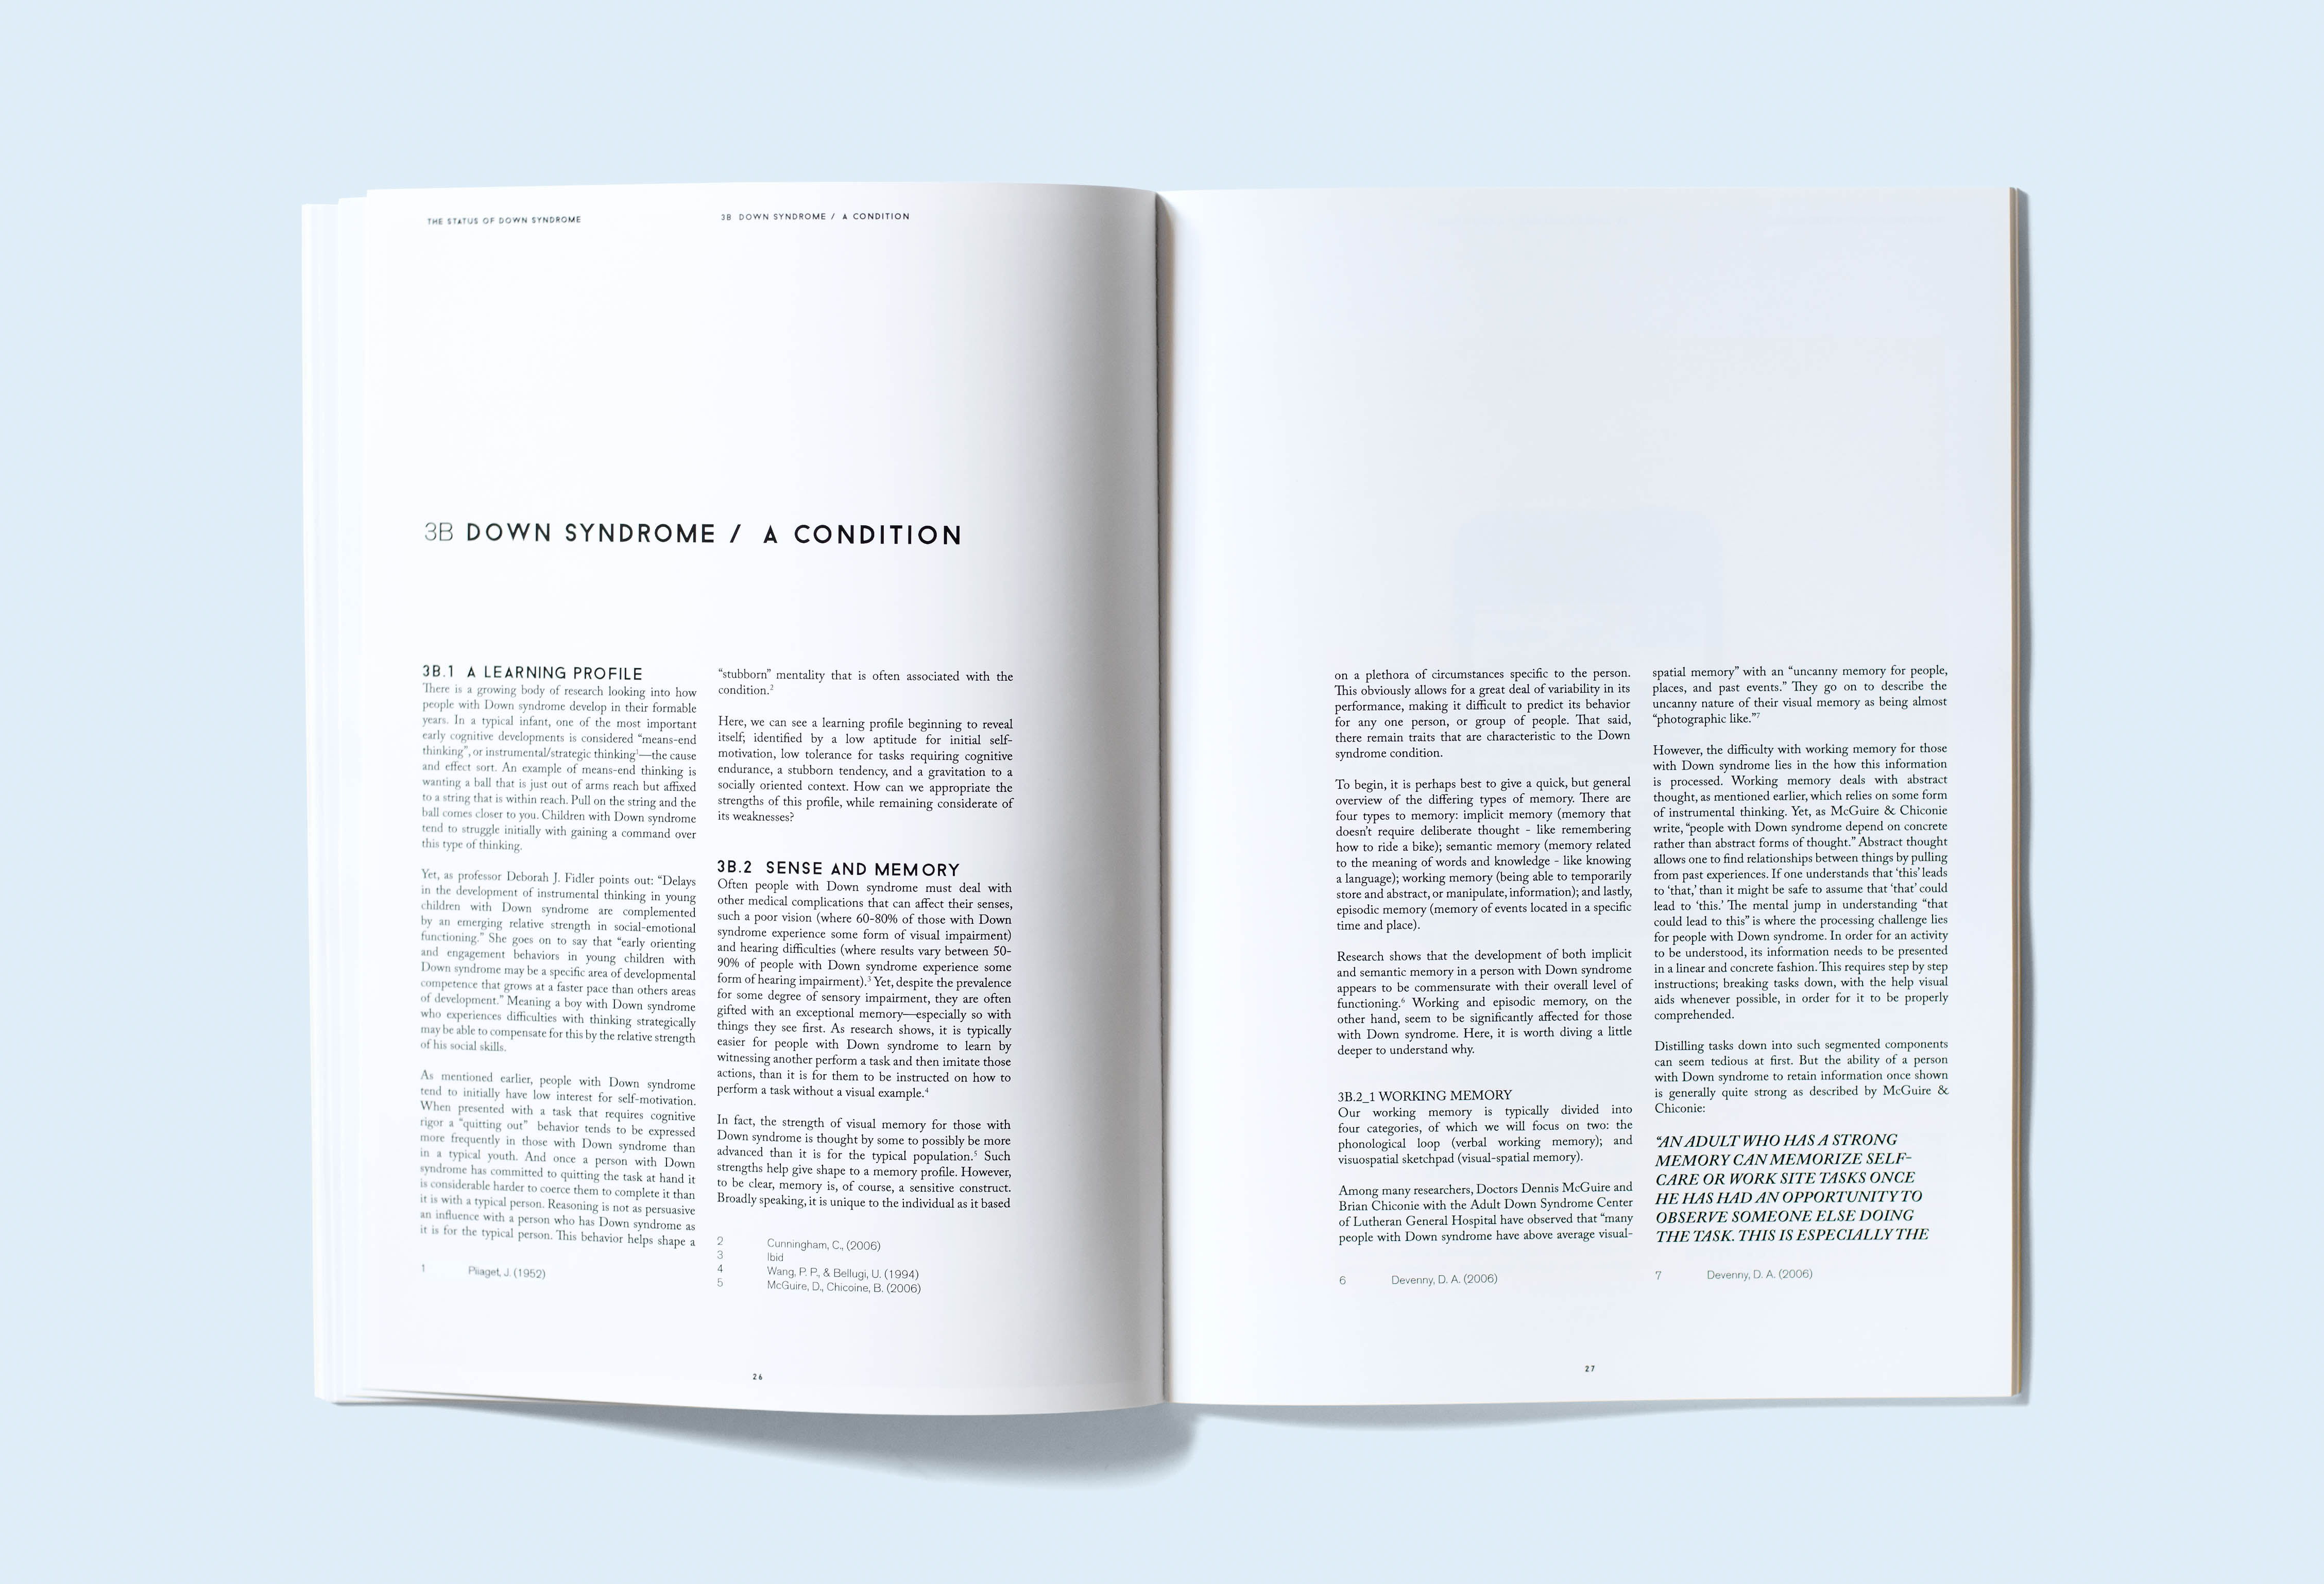 THE STATUS OF DOWN SYNDROME
3B DOWN SYNDROME / A CONDITION
3B DOWN SYNDROME / A CONDITION
3B.1 A LEARNING PROFILE
There is a growing body of research looking into how
people with Down syndrome develop in their formable
years. In a typical infant, one of the most important
early cognitive developments is considered “means-end
thinking”, or instrumental/strategic thinking¹—the cause
and effect sort. An example of means-end thinking is
wanting a ball that is just out of arms reach but affixed
to a string that is within reach. Pull on the string and the
ball comes closer to you. Children with Down syndrome
tend to struggle initially with gaining a command over
this type of thinking.
Yet, as professor Deborah J. Fidler points out: “Delays
in the development of instrumental thinking in young
children with Down syndrome are complemented
by an emerging relative strength in social-emotional
functioning.” She goes on to say that “early orienting
and engagement behaviors in young children with
Down syndrome may be a specific area of developmental
competence that grows at a faster pace than others areas
of development.” Meaning a boy with Down syndrome
who experiences difficulties with thinking strategically
may be able to compensate for this by the relative strength
of his social skills.
As mentioned earlier, people with Down syndrome
tend to initially have low interest for self-motivation.
When presented with a task that requires cognitive
rigor a “quitting out” behavior tends to be expressed
more frequently in those with Down syndrome than
in a typical youth. And once a person with Down
syndrome has committed to quitting the task at hand it
is considerable harder to coerce them to complete it than
it is with a typical person. Reasoning is not as persuasive
an influence with a person who has Down syndrome as
it is for the typical person. This behavior helps shape a
1 Piiaget, J. (1952)
“stubborn” mentality that is often associated with the
condition.²
Here, we can see a learning profile beginning to reveal
itself; identified by a low aptitude for initial self-
motivation, low tolerance for tasks requiring cognitive
endurance, a stubborn tendency, and a gravitation to a
socially oriented context. How can we appropriate the
strengths of this profile, while remaining considerate of
its weaknesses?
3B.2 SENSE AND MEMORY
Often people with Down syndrome must deal with
other medical complications that can affect their senses,
such a poor vision (where 60-80% of those with Down
syndrome experience some form of visual impairment)
and hearing difficulties (where results vary between 50-
90% of people with Down syndrome experience some
form of hearing impairment).³ Yet, despite the prevalence
for some degree of sensory impairment, they are often
gifted with an exceptional memory—especially so with
things they see first. As research shows, it is typically
easier for people with Down syndrome to learn by
witnessing another perform a task and then imitate those
actions, than it is for them to be instructed on how to
perform a task without a visual example.⁴
In fact, the strength of visual memory for those with
Down syndrome is thought by some to possibly be more
advanced than it is for the typical population.⁵ Such
strengths help give shape to a memory profile. However,
to be clear, memory is, of course, a sensitive construct.
Broadly speaking, it is unique to the individual as it based
2 Cunningham, C., (2006)
3 Ibid
4 Wang, P. P., & Bellugi, U. (1994)
5 McGuire, D., Chicoine, B. (2006)
26
on a plethora of circumstances specific to the person.
This obviously allows for a great deal of variability in its
performance, making it difficult to predict its behavior
for any one person, or group of people. That said,
there remain traits that are characteristic to the Down
syndrome condition.
To begin, it is perhaps best to give a quick, but general
overview of the differing types of memory. There are
four types to memory: implicit memory (memory that
doesn’t require deliberate thought - like remembering
how to ride a bike); semantic memory (memory related
to the meaning of words and knowledge - like knowing
a language); working memory (being able to temporarily
store and abstract, or manipulate, information); and lastly,
episodic memory (memory of events located in a specific
time and place).
Research shows that the development of both implicit
and semantic memory in a person with Down syndrome
appears to be commensurate with their overall level of
functioning.⁶ Working and episodic memory, on the
other hand, seem to be significantly affected for those
with Down syndrome. Here, it is worth diving a little
deeper to understand why.
3B.2_1 WORKING MEMORY
Our working memory is typically divided into
four categories, of which we will focus on two: the
phonological loop (verbal working memory); and
visuospatial sketchpad (visual-spatial memory).
Among many researchers, Doctors Dennis McGuire and
Brian Chiconie with the Adult Down Syndrome Center
of Lutheran General Hospital have observed that “many
people with Down syndrome have above average visual-
6 Devenny, D. A. (2006)
spatial memory” with an “uncanny memory for people,
places, and past events.” They go on to describe the
uncanny nature of their visual memory as being almost
“photographic like.”⁷
However, the difficulty with working memory for those
with Down syndrome lies in the how this information
is processed. Working memory deals with abstract
thought, as mentioned earlier, which relies on some form
of instrumental thinking. Yet, as McGuire & Chiconie
write, “people with Down syndrome depend on concrete
rather than abstract forms of thought.” Abstract thought
allows one to find relationships between things by pulling
from past experiences. If one understands that ‘this’ leads
to ‘that,’ than it might be safe to assume that ‘that’ could
lead to ‘this.’ The mental jump in understanding “that
could lead to this” is where the processing challenge lies
for people with Down syndrome. In order for an activity
to be understood, its information needs to be presented
in a linear and concrete fashion. This requires step by step
instructions; breaking tasks down, with the help visual
aids whenever possible, in order for it to be properly
comprehended.
Distilling tasks down into such segmented components
can seem tedious at first. But the ability of a person
with Down syndrome to retain information once shown
is generally quite strong as described by McGuire &
Chiconie:
“AN ADULT WHO HAS A STRONG
MEMORY CAN MEMORIZE SELF-
CARE OR WORK SITE TASKS ONCE
HE HAS HAD AN OPPORTUNITY TO
OBSERVE SOMEONE ELSE DOING
THE TASK. THIS IS ESPECIALLY THE
7 Devenny, D. A. (2006)
27